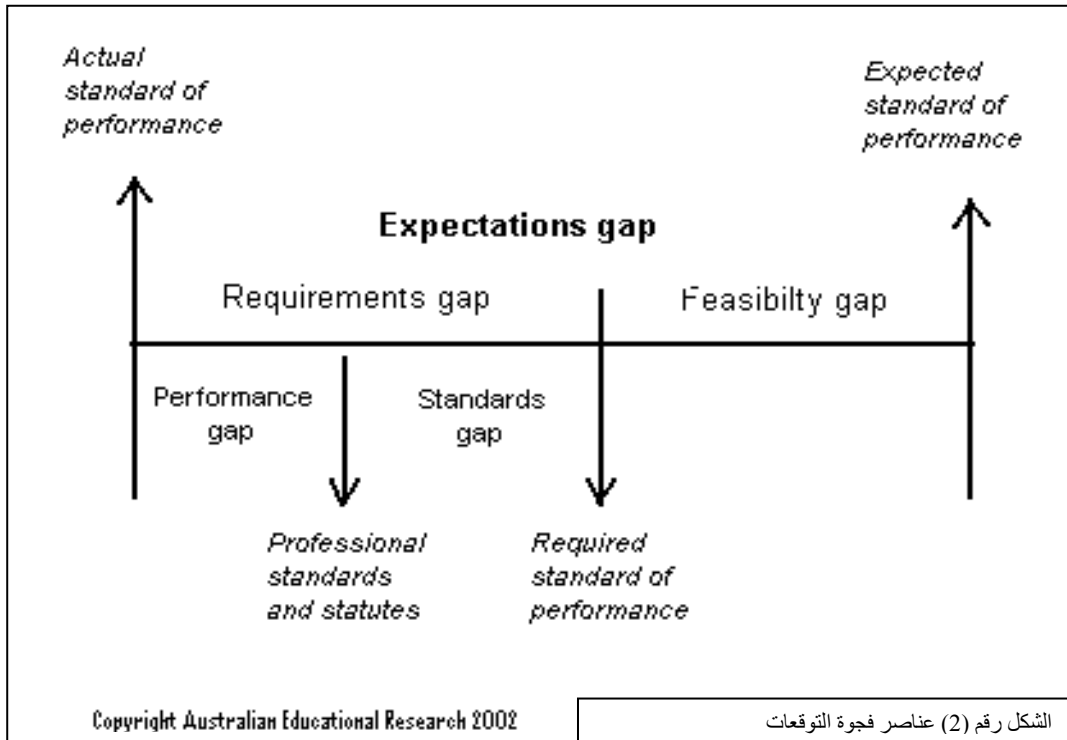 Actual
standard of
performance
Expected
standard of
performance
Expectations gap
Requirements gap
Feasibilty gap
Performance
gap
Standards
gap
Professional
standards
and statutes
Required
standard of
performance
Copyright Australian Educational Research 2002
الشكل رقم (2) عناصر فجوة التوقعات